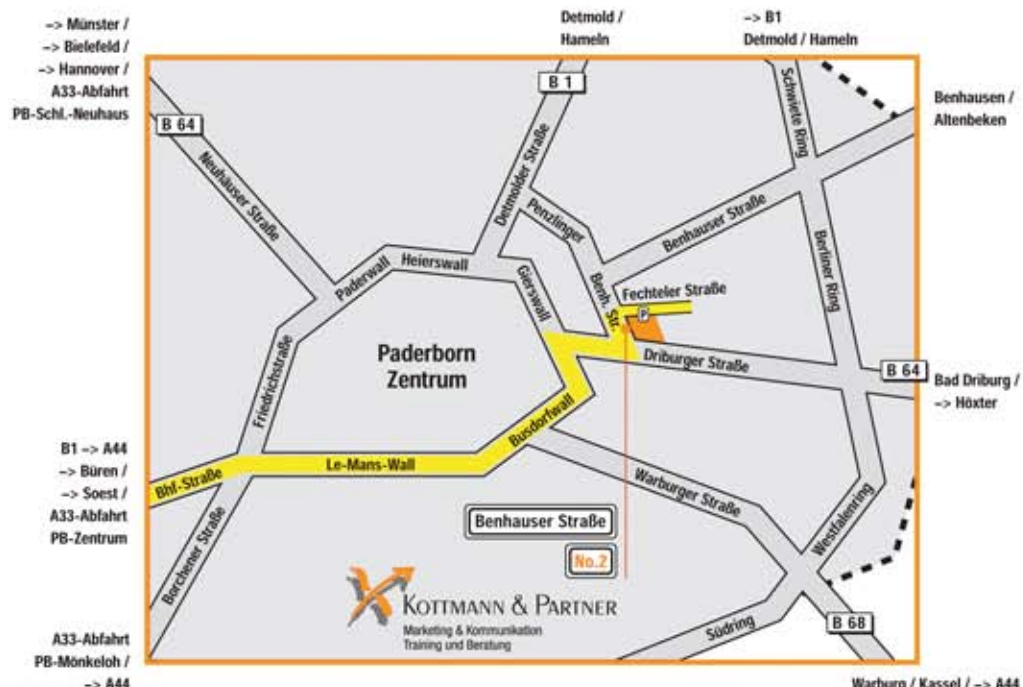 –> Münster /
–> Bielefeld /
–> Hannover /
A33-Abfahrt
PB-Schl.-Neuhaus
Detmold /
Hameln
–> B1
Detmold / Hameln
Benhausen /
Altenbeken
B 64
B 1
Neuhäuser Straße
Detmolder Straße
Schwiete Ring
Penzlinger
Benhauser Straße
Berliner Ring
Paderwall
Heierswall
Gierswall
Benh. Str.
Fechteler Straße
P
Friedrichstraße
Paderborn
Zentrum
Driburger Straße
B 64
Bad Driburg /
–> Höxter
Busdorfwall
B1 –> A44
–> Büren /
–> Soest /
A33-Abfahrt
PB-Zentrum
Bhf-Straße
Le-Mans-Wall
Warburger Straße
Westfalenring
Borchener Straße
Benhauser Straße
No.2
KOTTMANN & PARTNER
Marketing & Kommunikation
Training und Beratung
Südring
B 68
A33-Abfahrt
PB-Mönkeloh /
–> A44
Warburg / Kassel / –> A44